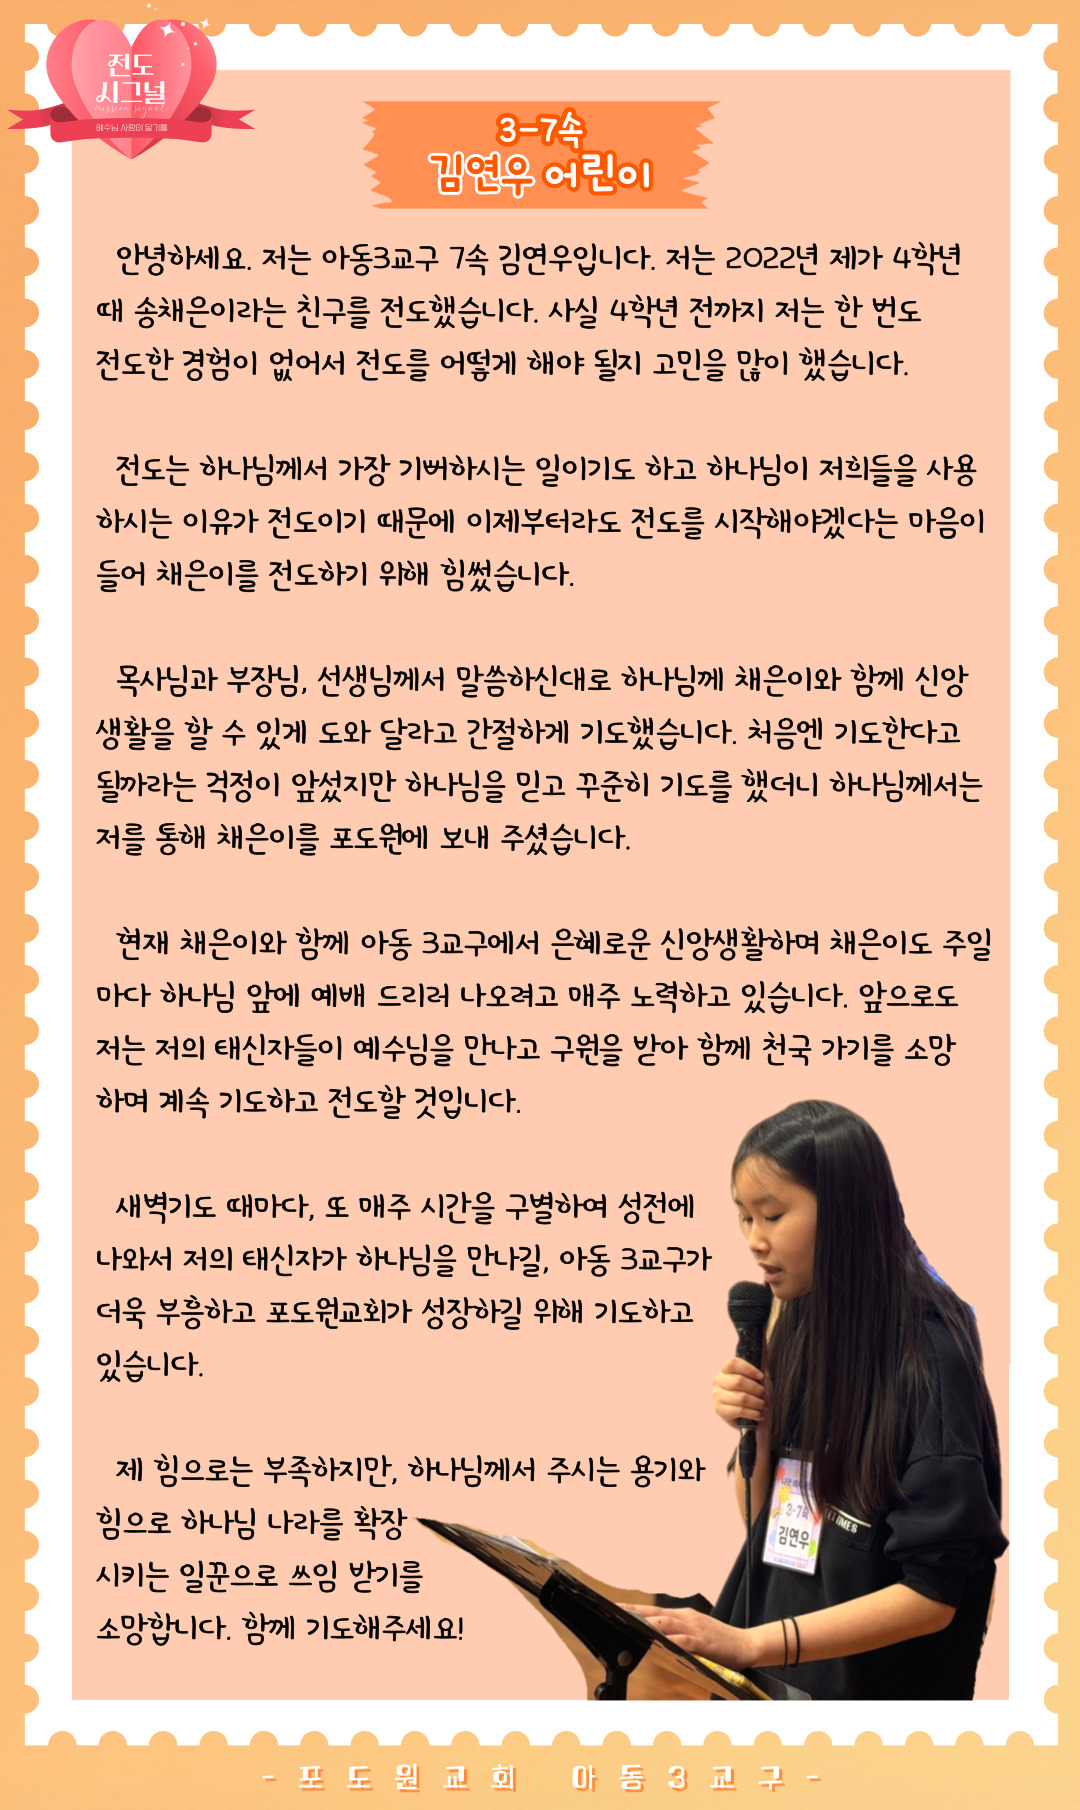 전도
시그널
mission signal
예수님 사랑이 닿기를
3-7속
김연우 어린이
안녕하세요. 저는 아동3교구 7속 김연우입니다. 저는 2022년 제가 4학년
때 송채은이라는 친구를 전도했습니다. 사실 4학년 전까지 저는 한 번도
전도한 경험이 없어서 전도를 어떻게 해야 될지 고민을 많이 했습니다.
전도는 하나님께서 가장 기뻐하시는 일이기도 하고 하나님이 저희들을 사용
하시는 이유가 전도이기 때문에 이제부터라도 전도를 시작해야겠다는 마음이
들어 채은이를 전도하기 위해 힘썼습니다.
목사님과 부장님, 선생님께서 말씀하신대로 하나님께 채은이와 함께 신앙
생활을 할 수 있게 도와 달라고 간절하게 기도했습니다. 처음엔 기도한다고
될까라는 걱정이 앞섰지만 하나님을 믿고 꾸준히 기도를 했더니 하나님께서는
저를 통해 채은이를 포도원에 보내 주셨습니다.
현재 채은이와 함께 아동 3교구에서 은혜로운 신앙생활하며 채은이도 주일
마다 하나님 앞에 예배 드리러 나오려고 매주 노력하고 있습니다. 앞으로도
저는 저의 태신자들이 예수님을 만나고 구원을 받아 함께 천국 가기를 소망
하며 계속 기도하고 전도할 것입니다.
새벽기도 때마다, 또 매주 시간을 구별하여 성전에
나와서 저의 태신자가 하나님을 만나길, 아동 3교구가
더욱 부흥하고 포도원교회가 성장하길 위해 기도하고
있습니다.
제 힘으로는 부족하지만, 하나님께서 주시는 용기와
힘으로 하나님 나라를 확장
시키는 일꾼으로 쓰임 받기를
소망합니다. 함께 기도해주세요!
3-7속
김연우
TIMES
- 포도원교회 아동3교구 -